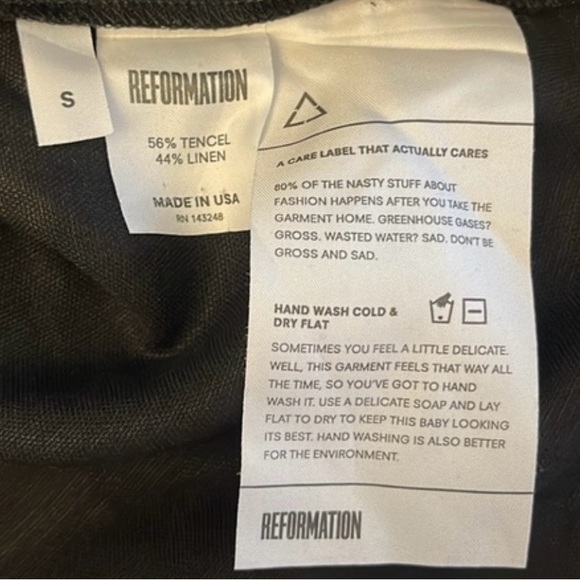 S
REFORMATION
56% TENCEL
44% LINEN
MADE IN USA
RN 143248
A CARE LABEL THAT ACTUALLY CARES
80% OF THE NASTY STUFF ABOUT
FASHION HAPPENS AFTER YOU TAKE THE
GARMENT HOME. GREENHOUSE GASES?
GROSS. WASTED WATER? SAD. DON'T BE
GROSS AND SAD.
HAND WASH COLD &
DRY FLAT
SOMETIMES YOU FEEL A LITTLE DELICATE.
WELL, THIS GARMENT FEELS THAT WAY ALL
THE TIME, SO YOU'VE GOT TO HAND
WASH IT. USE A DELICATE SOAP AND LAY
FLAT TO DRY TO KEEP THIS BABY LOOKING
ITS BEST. HAND WASHING IS ALSO BETTER
FOR THE ENVIRONMENT.
REFORMATION